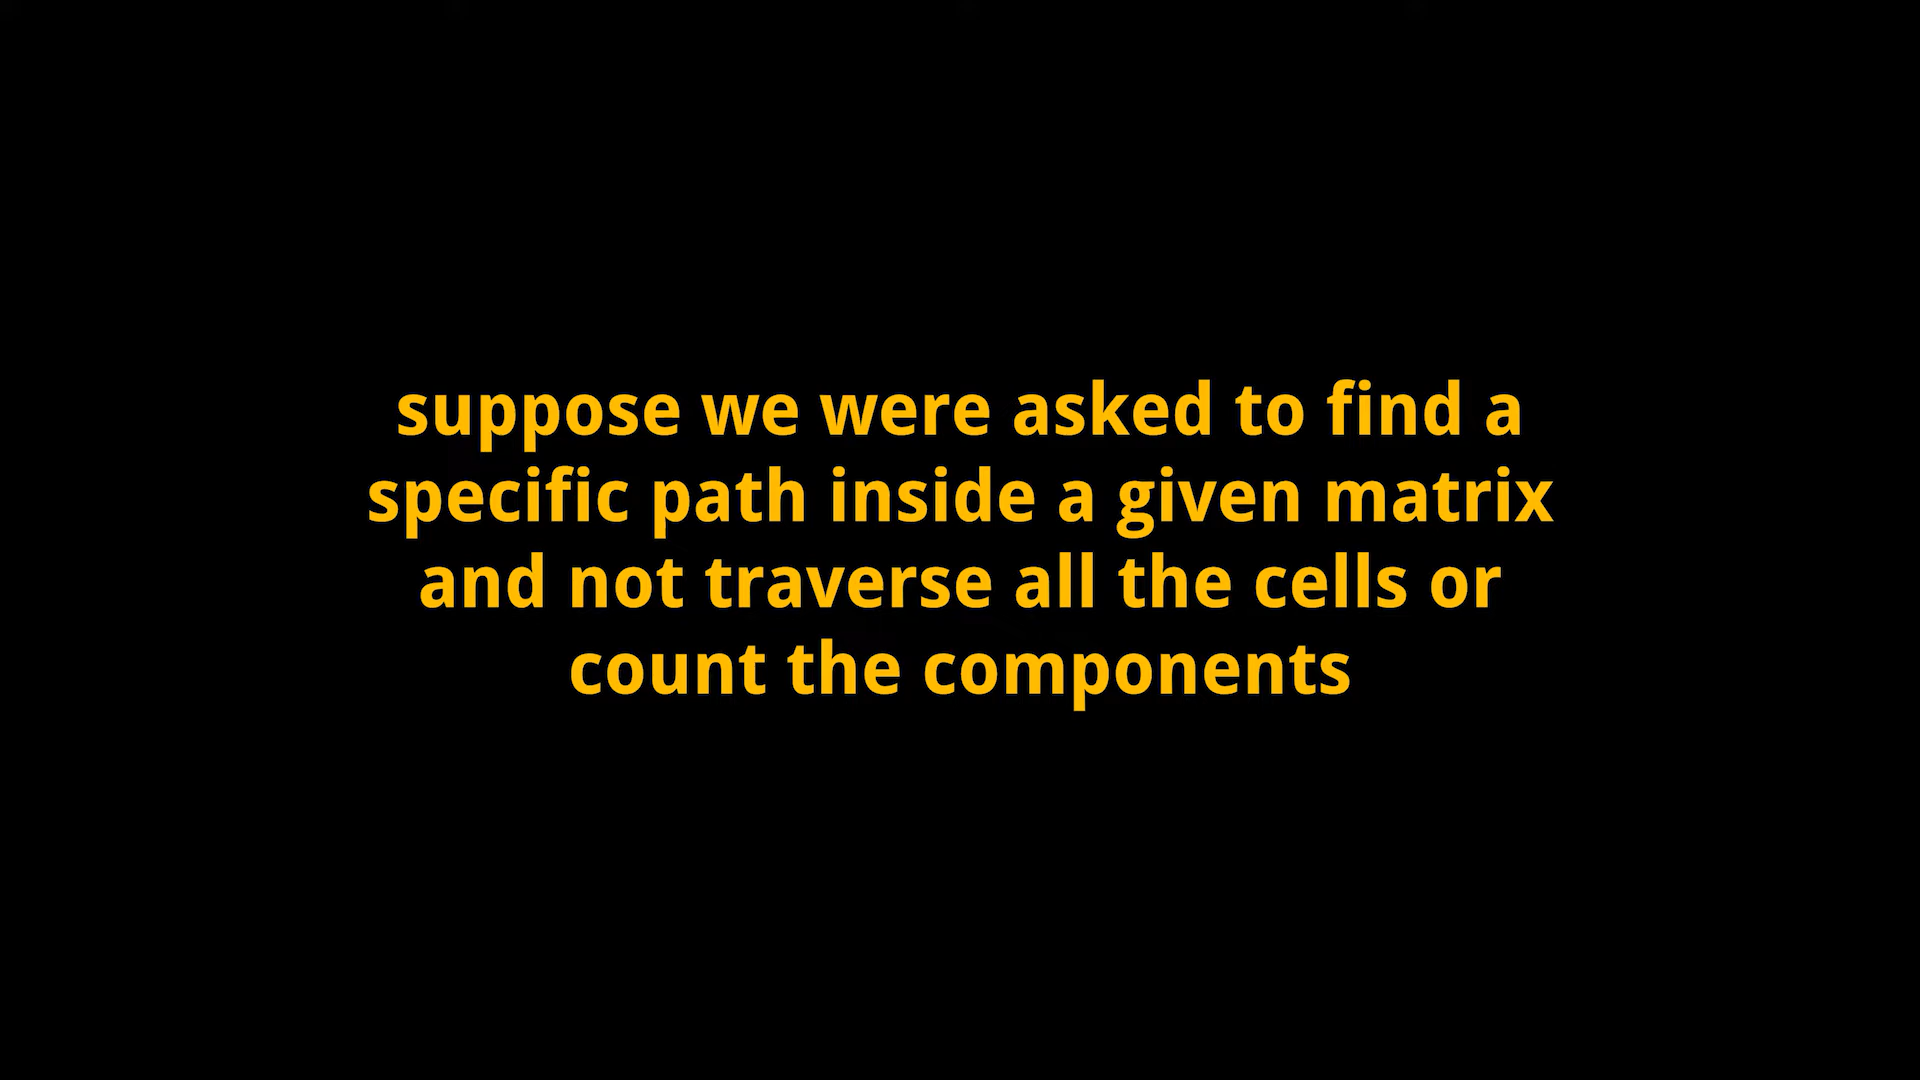 suppose we were asked to find a
specific path inside a given matrix
and not traverse all the cells or
count the components